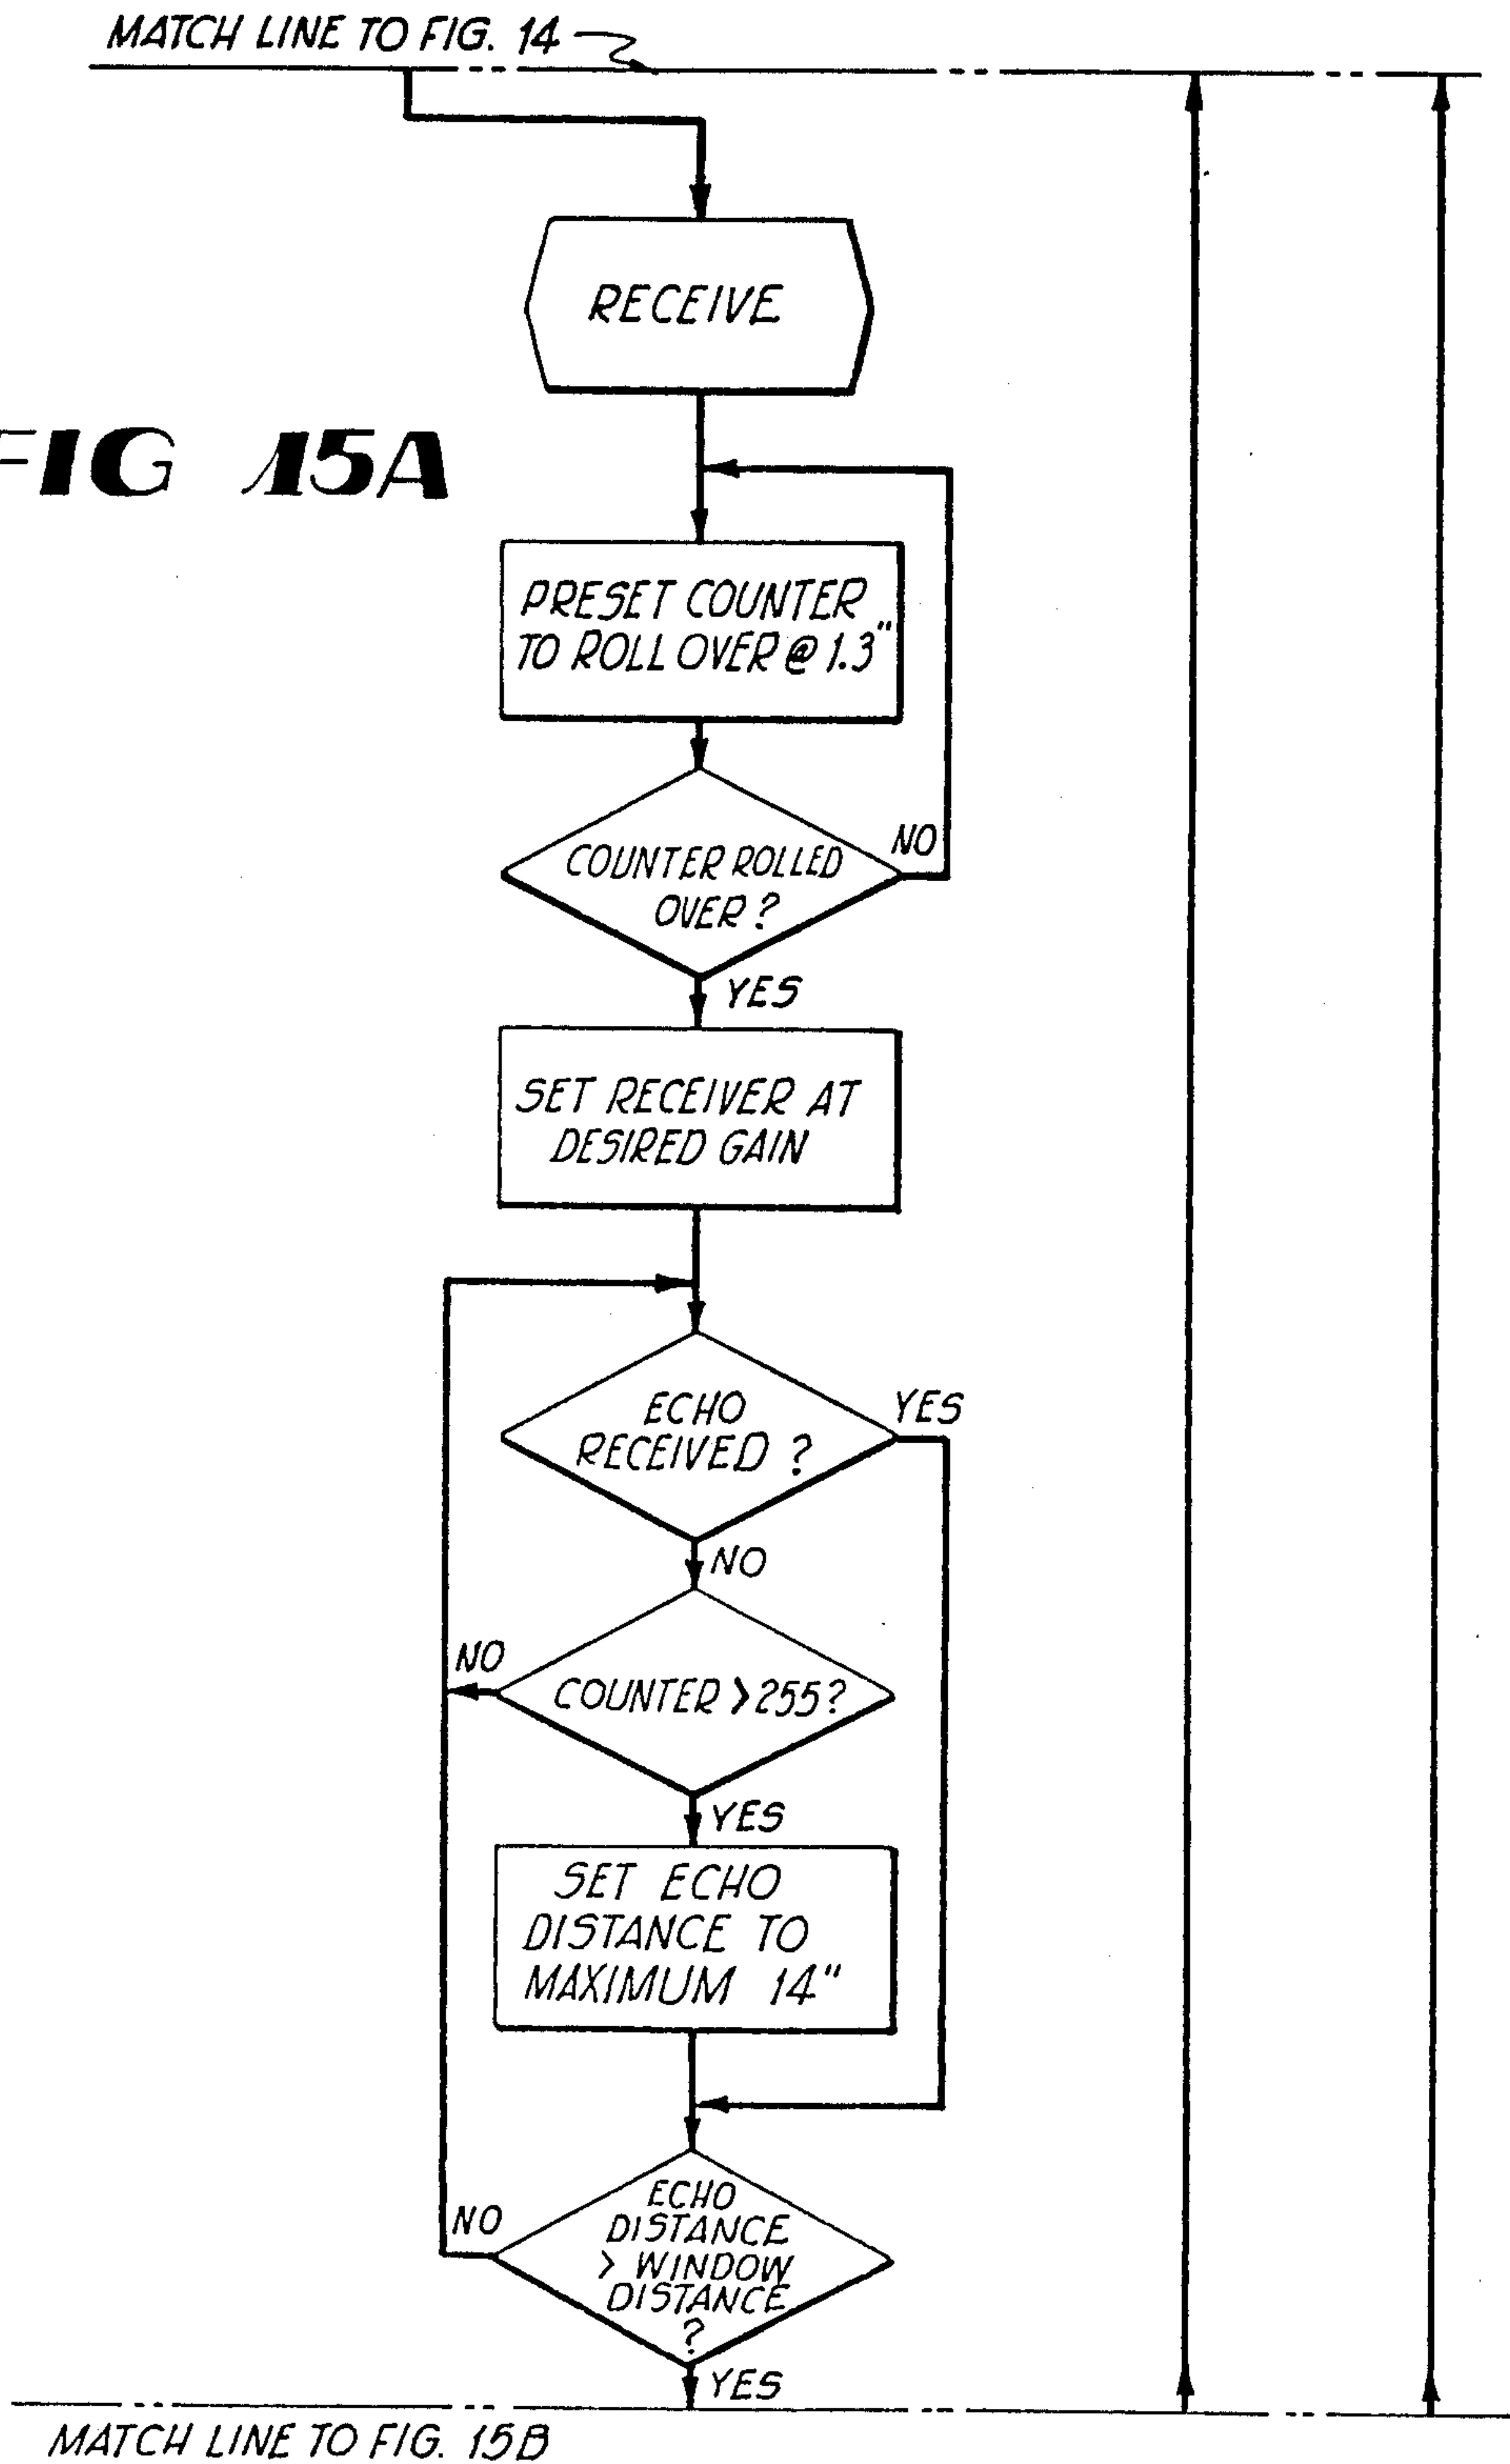 MATCH LINE TO FIG. 14
RECEIVE
FIG 15A
PRESET COUNTER
TO ROLL OVER @ 1.3"
COUNTER ROLLED
OVER ?
NO
YES
SET RECEIVER AT
DESIRED GAIN
ECHO
RECEIVED ?
YES
NO
COUNTER > 255?
NO
YES
SET ECHO
DISTANCE TO
MAXIMUM 14"
ECHO
DISTANCE
> WINDOW
DISTANCE
?
NO
YES
MATCH LINE TO FIG. 15B